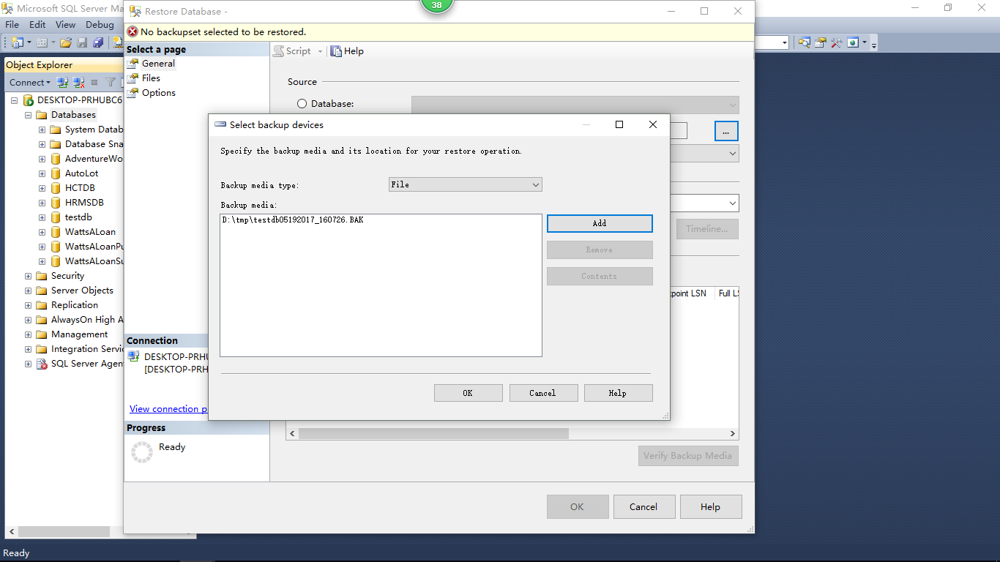 Microsoft SQL Server Ma
Restore Database -
38
File Edit View Debug
No backupset selected to be restored.
Select a page
Script Help
Object Explorer
General
Files
Options
Connect
Source
Database:
DESKTOP-PRHUBC6
Databases
System Datab
Database Sna
AdventureWo
AutoLot
HCTDB
HRMSDB
testdb
WattsALoan
WattsALoanPu
WattsALoanSu
Security
Server Objects
Replication
AlwaysOn High A
Management
Integration Servic
SQL Server Agen
...
Select backup devices
Specify the backup media and its location for your restore operation.
Backup media type: File
Backup media:
D:\tmp\testdb05192017_160726.BAK
Add
Remove
Contents
OK Cancel Help
Timeline...
point LSN Full LS
Connection
DESKTOP-PRHU
[DESKTOP-PRH
View connection p
Progress
Ready
Verify Backup Media
OK Cancel Help
Ready